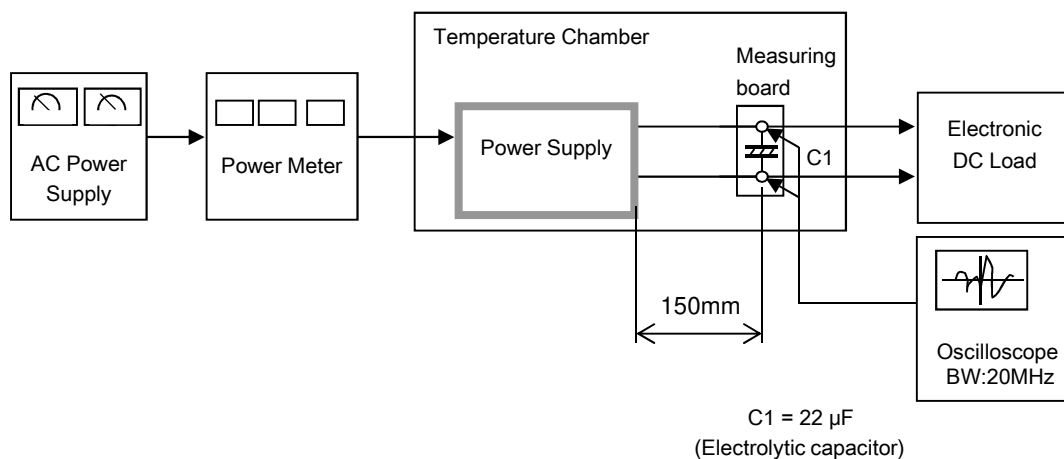 Temperature Chamber
Measuring
board
AC Power
Supply
Power Meter
Power Supply
C1
Electronic
DC Load
150mm
Oscilloscope
BW:20MHz
C1 = 22 µF
(Electrolytic capacitor)